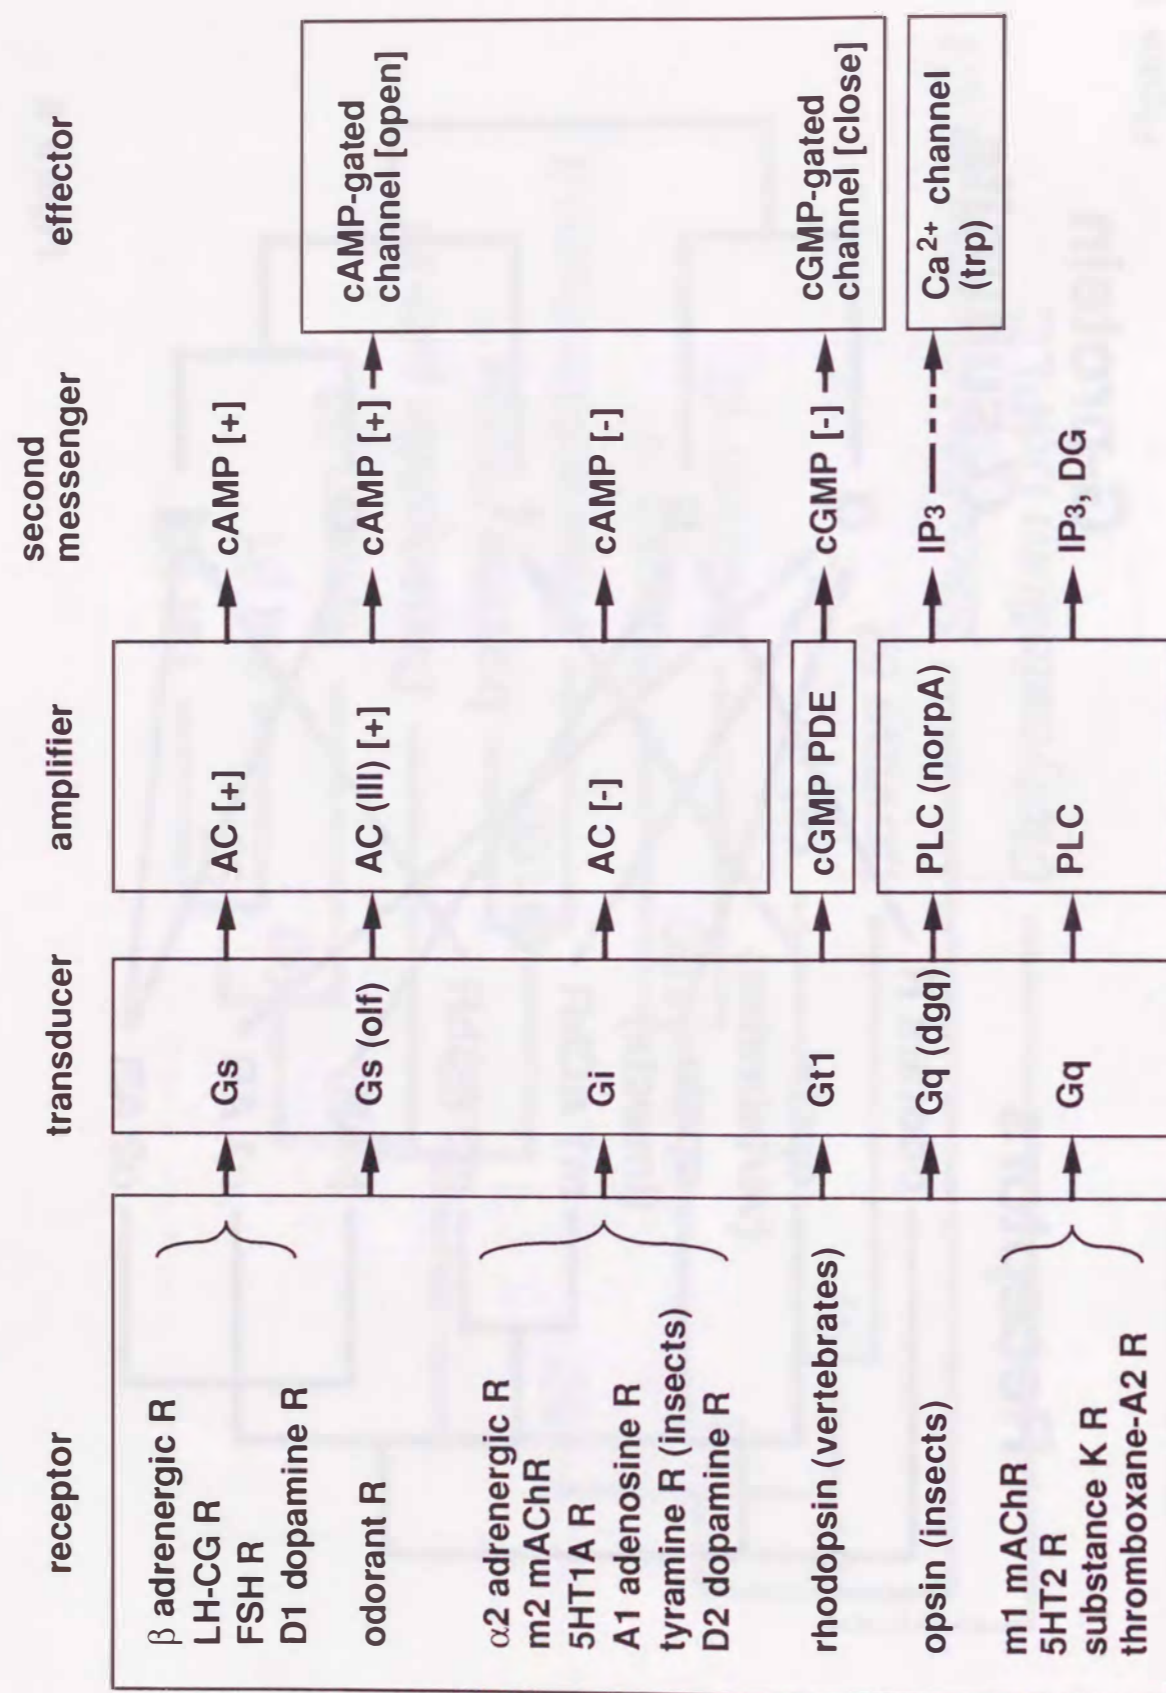 receptor
transducer
amplifier
second
messenger
effector
β adrenergic R
LH-CG R
FSH R
D1 dopamine R
Gs
AC [+]
cAMP [+]
odorant R
Gs (olf)
AC (III) [+]
cAMP [+]
cAMP-gated
channel [open]
α2 adrenergic R
m2 mAChR
5HT1A R
A1 adenosine R
tyramine R (insects)
D2 dopamine R
Gi
AC [-]
cAMP [-]
rhodopsin (vertebrates)
Gt1
cGMP PDE
cGMP [-]
cGMP-gated
channel [close]
opsin (insects)
Gq (dgq)
PLC (norpA)
IP3
Ca2+ channel
(trp)
m1 mAChR
5HT2 R
substance K R
thromboxane-A2 R
Gq
PLC
IP3, DG